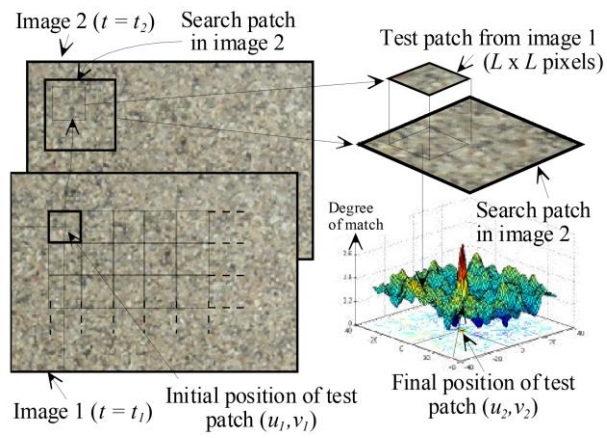 Image 2 (t = t2)
Search patch
in image 2
Test patch from image 1
(L x L pixels)
Search patch
in image 2
Degree
of match
Image 1 (t = t1)
Initial position of test
patch (u1,v1)
Final position of test
patch (u2,v2)